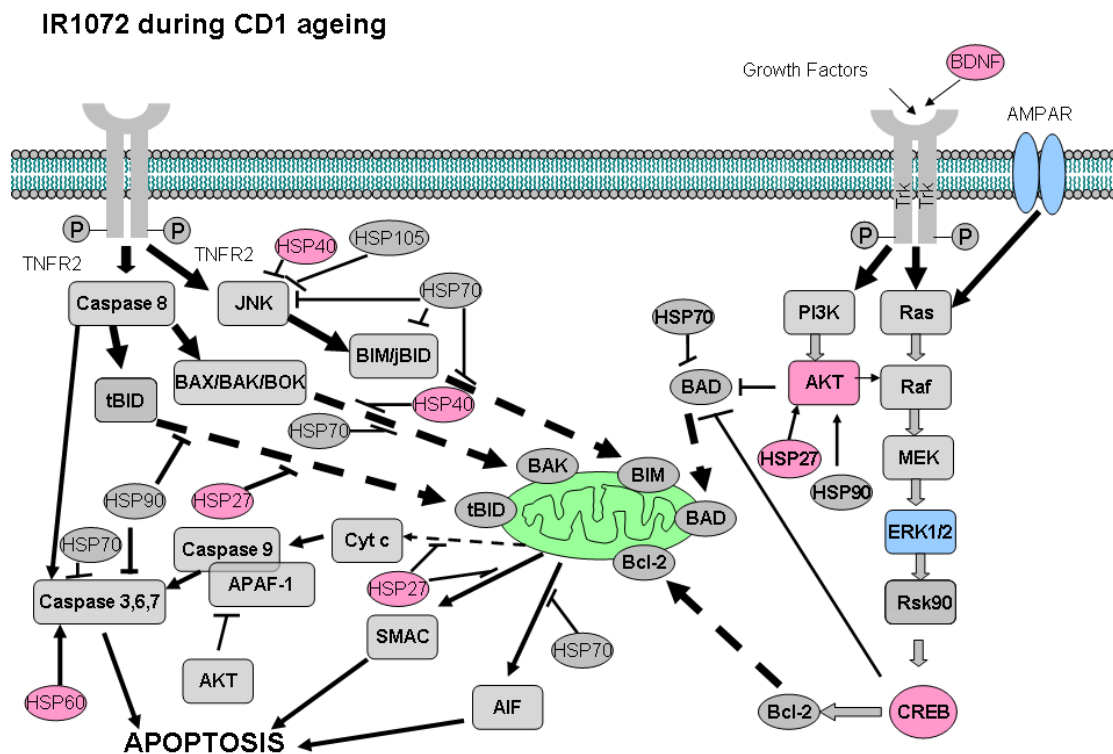 IR1072 during CD1 ageing
BDNF
Growth Factors
AMPAR
Trk
Trk
P
P
P
P
TNFR2
TNFR2
HSP40
HSP105
Caspase 8
JNK
HSP70
PI3K
Ras
HSP70
BIM/jBID
BAX/BAK/BOK
tBID
BAD
AKT
Raf
HSP40
HSP70
HSP27
MEK
BAK
BIM
HSP90
HSP90
HSP27
tBID
BAD
ERK1/2
Cyt c
HSP70
Caspase 9
Bcl-2
APAF-1
HSP27
Caspase 3,6,7
Rsk90
SMAC
HSP70
AKT
HSP60
AIF
Bcl-2
CREB
APOPTOSIS